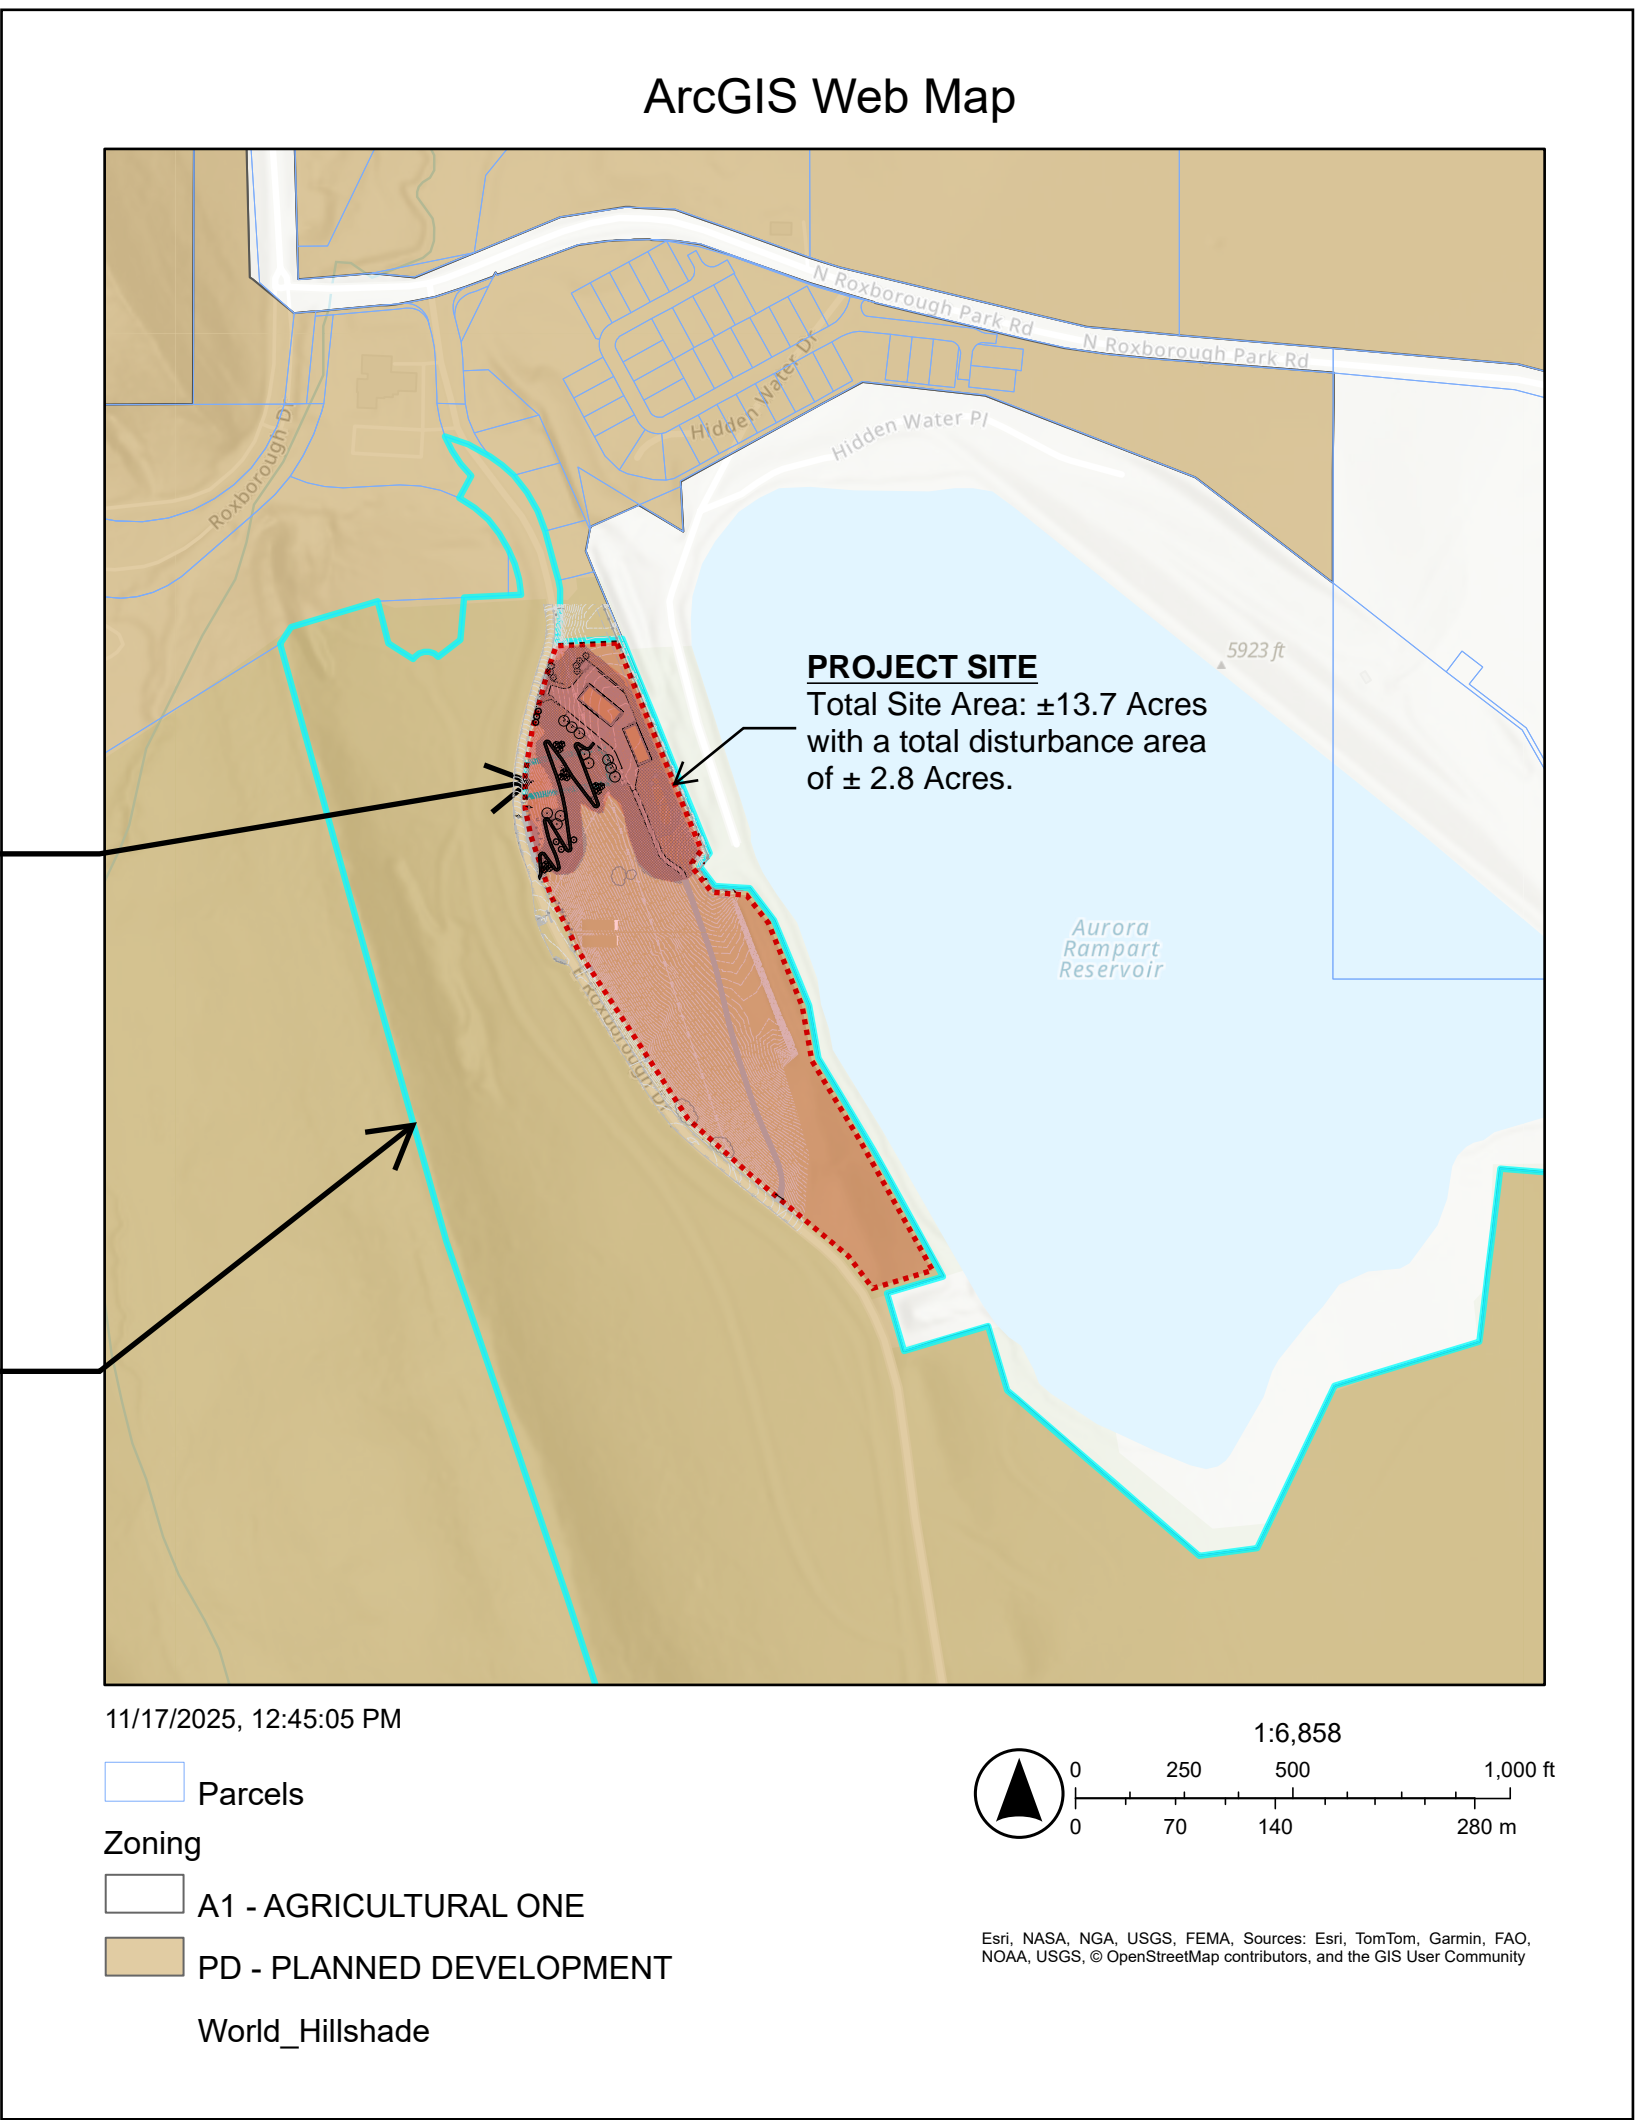 ArcGIS Web Map
N Roxborough Park Rd
N Roxborough Park Rd
Hidden Water Dr
Hidden Water Pl
Roxborough Dr
5923 ft
PROJECT SITE
Total Site Area: ±13.7 Acres
with a total disturbance area
of ± 2.8 Acres.
Aurora
Rampart
Reservoir
E Roxborough Dr
11/17/2025, 12:45:05 PM
Parcels
Zoning
A1 - AGRICULTURAL ONE
PD - PLANNED DEVELOPMENT
World_Hillshade
1:6,858
0 250 500 1,000 ft
0 70 140 280 m
Esri, NASA, NGA, USGS, FEMA, Sources: Esri, TomTom, Garmin, FAO,
NOAA, USGS, © OpenStreetMap contributors, and the GIS User Community